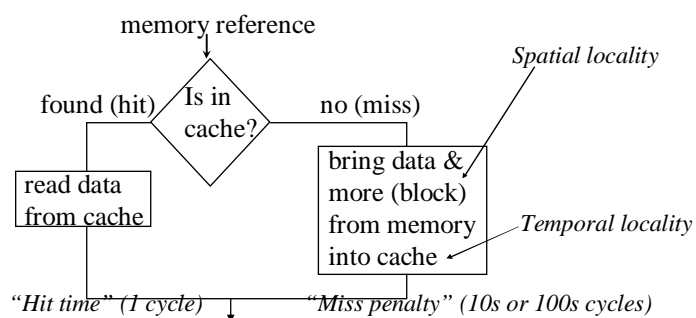 memory reference
Spatial locality
found (hit)
Is in
cache?
no (miss)
read data
from cache
bring data &
more (block)
from memory
into cache
Temporal locality
“Hit time” (1 cycle)
“Miss penalty” (10s or 100s cycles)